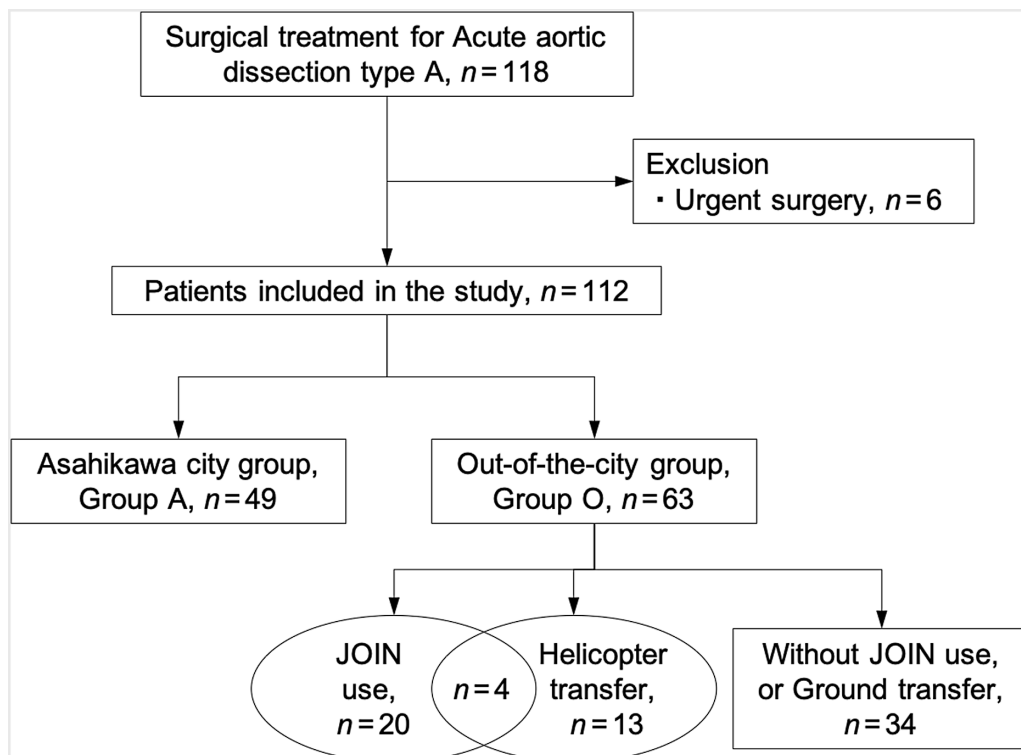 Surgical treatment for Acute aortic
dissection type A, n=118
Exclusion
・Urgent surgery, n=6
Patients included in the study, n=112
Asahikawa city group,
Group A, n=49
Out-of-the-city group,
Group O, n=63
JOIN
use,
n=20
n=4
Helicopter
transfer,
n=13
Without JOIN use,
or Ground transfer,
n=34